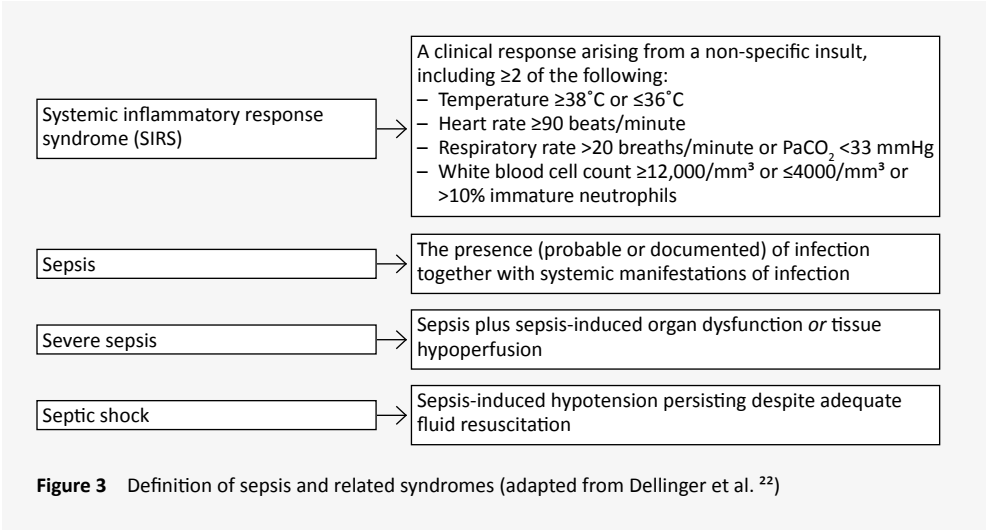 Systemic inflammatory response
syndrome (SIRS)
A clinical response arising from a non-specific insult,
including ≥2 of the following:
– Temperature ≥38˚C or ≤36˚C
– Heart rate ≥90 beats/minute
– Respiratory rate >20 breaths/minute or PaCO₂ <33 mmHg
– White blood cell count ≥12,000/mm³ or ≤4000/mm³ or
>10% immature neutrophils
Sepsis
The presence (probable or documented) of infection
together with systemic manifestations of infection
Severe sepsis
Sepsis plus sepsis-induced organ dysfunction or tissue
hypoperfusion
Septic shock
Sepsis-induced hypotension persisting despite adequate
fluid resuscitation
Figure 3 Definition of sepsis and related syndromes (adapted from Dellinger et al. ²²)